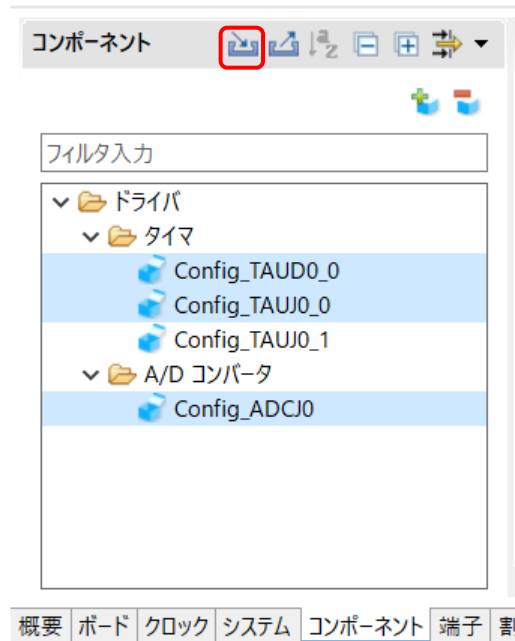 コンポーネント
フィルタ入力
ドライバ
タイマ
Config_TAUD0_0
Config_TAUJ0_0
Config_TAUJ0_1
A/D コンバータ
Config_ADCJ0
概要 ボード クロック システム コンポーネント 端子